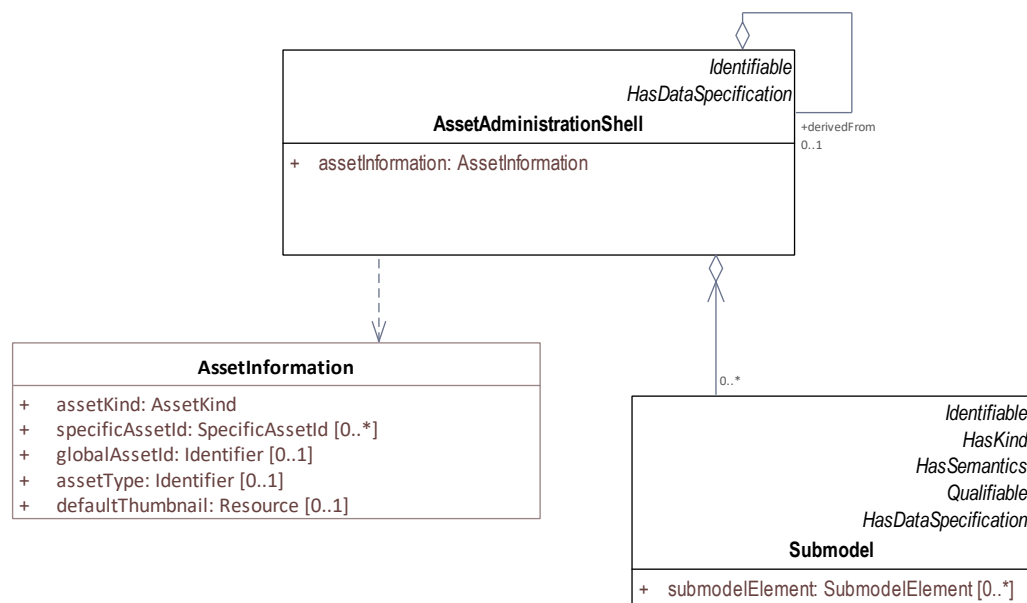 Identifiable
HasDataSpecification
AssetAdministrationShell
+ assetInformation: AssetInformation
+derivedFrom
0..1
AssetInformation
+ assetKind: AssetKind
+ specificAssetId: SpecificAssetId [0..*]
+ globalAssetId: Identifier [0..1]
+ assetType: Identifier [0..1]
+ defaultThumbnail: Resource [0..1]
0..*
Identifiable
HasKind
HasSemantics
Qualifiable
HasDataSpecification
Submodel
+ submodelElement: SubmodelElement [0..*]